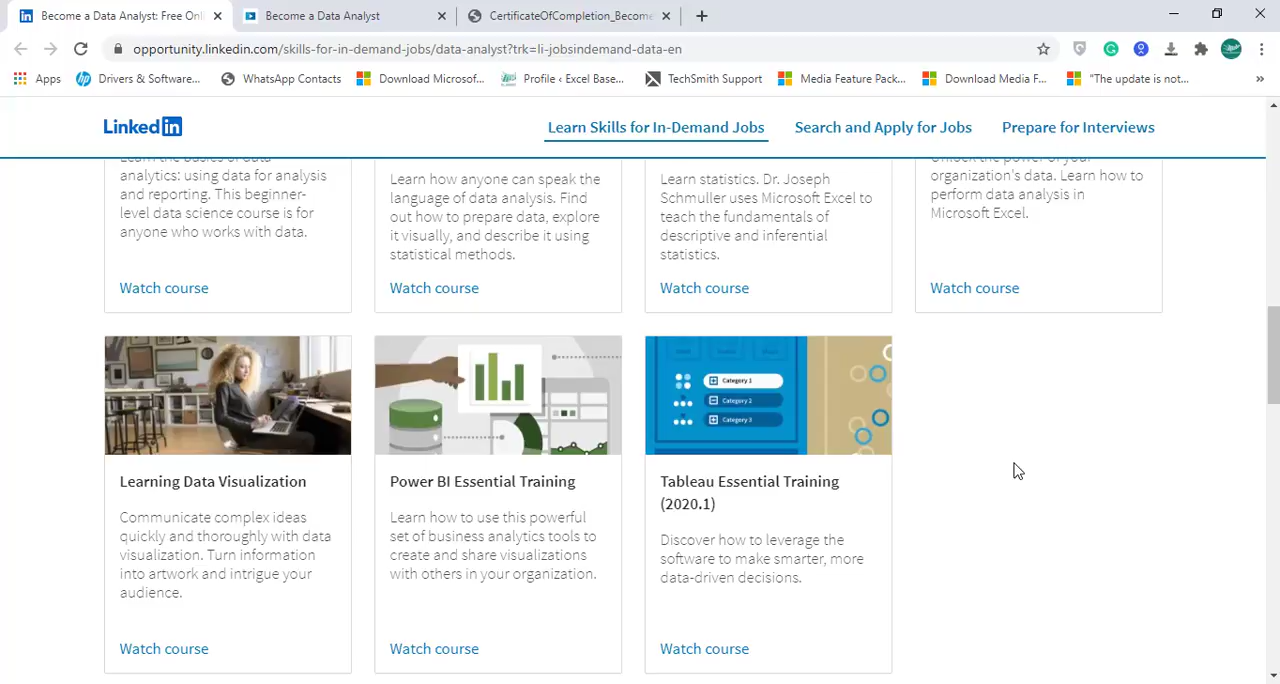 Become a Data Analyst: Free Onl
Become a Data Analyst
CertificateOfCompletion_Become
opportunity.linkedin.com/skills-for-in-demand-jobs/data-analyst?trk=li-jobsindemand-data-en
Apps
Drivers & Software...
WhatsApp Contacts
Download Microsof...
Profile ‹ Excel Base...
TechSmith Support
Media Feature Pack...
Download Media F...
"The update is not...
»
Linked in
Learn Skills for In-Demand Jobs
Search and Apply for Jobs
Prepare for Interviews
Learn the basics of data
analytics: using data for analysis
and reporting. This beginner-
level data science course is for
anyone who works with data.
Watch course
Learn how anyone can speak the
language of data analysis. Find
out how to prepare data, explore
it visually, and describe it using
statistical methods.
Watch course
Learn statistics. Dr. Joseph
Schmuller uses Microsoft Excel to
teach the fundamentals of
descriptive and inferential
statistics.
Watch course
Unlock the power of your
organization's data. Learn how to
perform data analysis in
Microsoft Excel.
Watch course
Learning Data Visualization
Communicate complex ideas
quickly and thoroughly with data
visualization. Turn information
into artwork and intrigue your
audience.
Watch course
Power BI Essential Training
Learn how to use this powerful
set of business analytics tools to
create and share visualizations
with others in your organization.
Watch course
Category 1
Category 2
Category 3
Tableau Essential Training
(2020.1)
Discover how to leverage the
software to make smarter, more
data-driven decisions.
Watch course